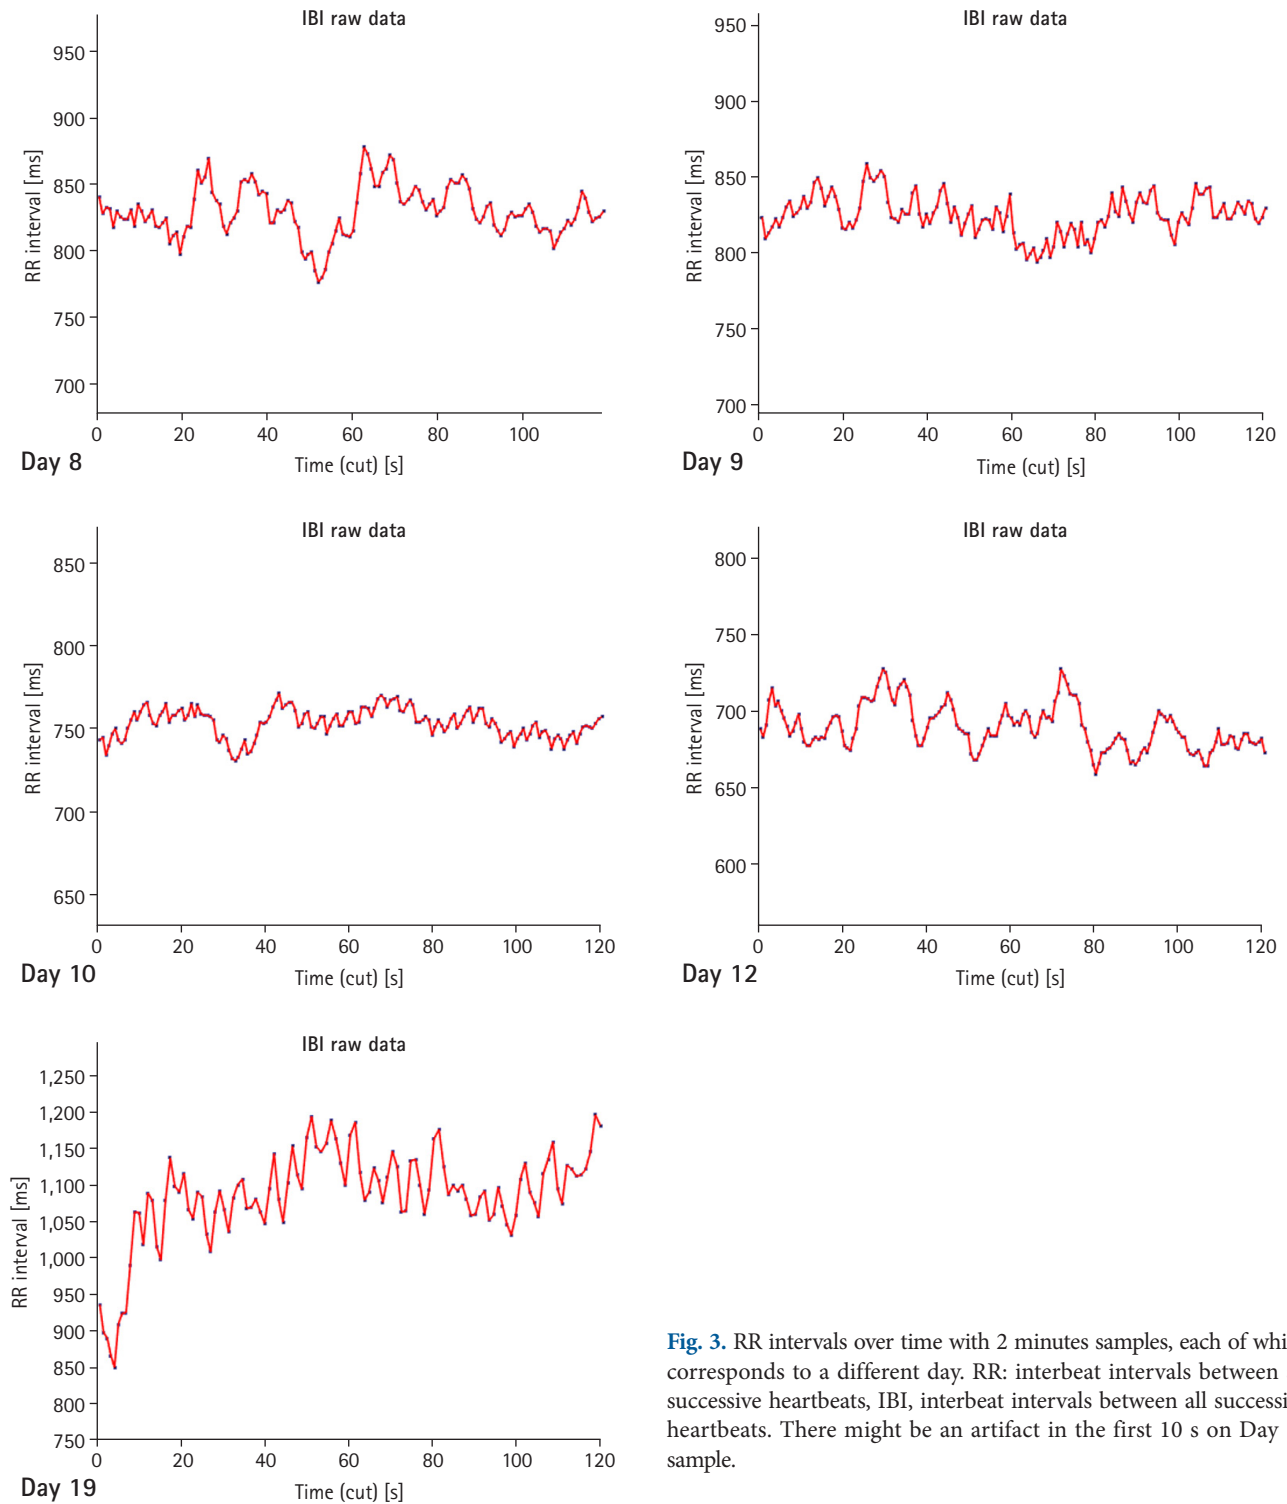 IBI raw data
950
900
850
800
750
700
RR interval [ms]
0 20 40 60 80 100
Day 8
Time (cut) [s]
IBI raw data
950
900
850
800
750
700
RR interval [ms]
0 20 40 60 80 100 120
Day 9
Time (cut) [s]
IBI raw data
850
800
750
700
650
RR interval [ms]
0 20 40 60 80 100 120
Day 10
Time (cut) [s]
IBI raw data
800
750
700
650
600
RR interval [ms]
0 20 40 60 80 100 120
Day 12
Time (cut) [s]
IBI raw data
1,250
1,200
1,150
1,100
1,050
1,000
950
900
850
800
750
RR interval [ms]
0 20 40 60 80 100 120
Day 19
Time (cut) [s]
Fig. 3. RR intervals over time with 2 minutes samples, each of whi
corresponds to a different day. RR: interbeat intervals between
successive heartbeats, IBI, interbeat intervals between all successi
heartbeats. There might be an artifact in the first 10 s on Day
sample.